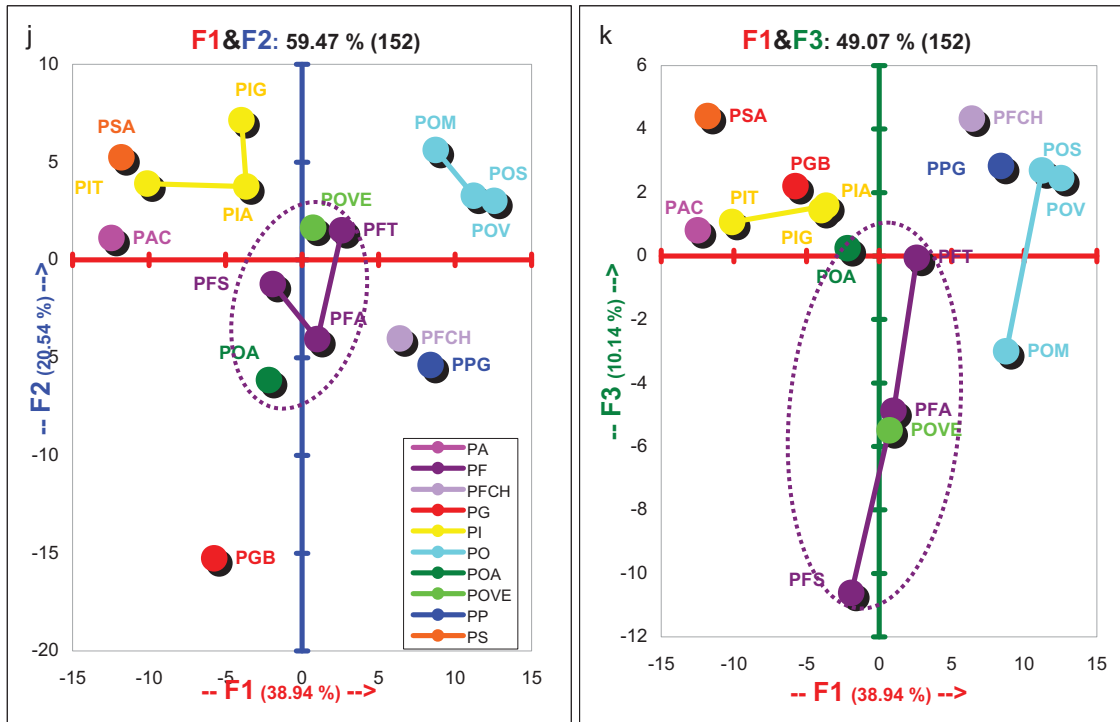 j
F1&F2: 59.47 % (152)
10
5
0
-5
-10
-15
-20
-15
-10
-5
0
5
10
15
-- F2 (20.54 %) -->
-- F1 (38.94 %) -->
PIG
PSA
POM
PIT
POS
PIA
POVE
POV
PAC
PFT
PFS
PFA
PFCH
POA
PPG
PGB
PA
PF
PFCH
PG
PI
PO
POA
POVE
PP
PS
k
F1&F3: 49.07 % (152)
6
4
2
0
-2
-4
-6
-8
-10
-12
-15
-10
-5
0
5
10
15
-- F3 (10.14 %) -->
-- F1 (38.94 %) -->
PSA
PFCH
PGB
PPG
POS
PIT
PIA
POV
PAC
PIG
POA
PFT
POM
PFA
POVE
PFS